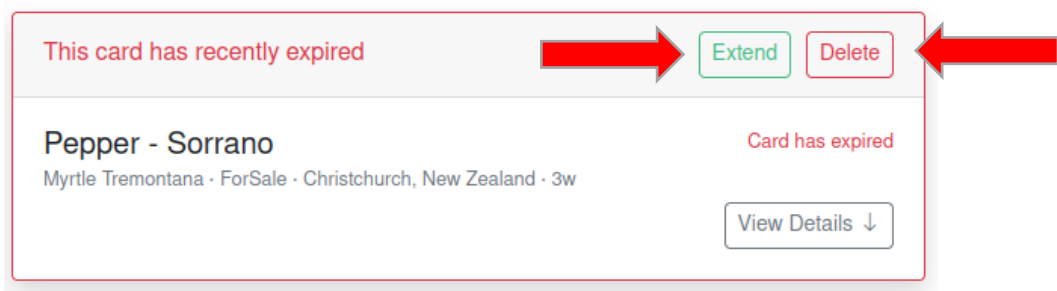 This card has recently expired
Extend
Delete
Pepper - Sorrano
Card has expired
Myrtle Tremontana · ForSale · Christchurch, New Zealand · 3w
View Details ↓